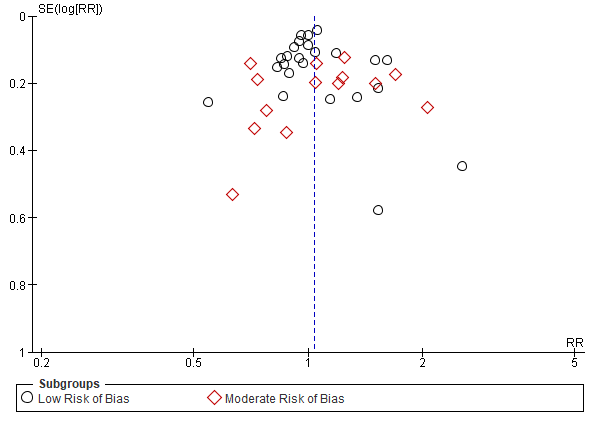 SE(log[RR])
0
0.2
0.4
0.6
0.8
1
RR
0.2
0.5
1
2
5
Subgroups
Low Risk of Bias
Moderate Risk of Bias